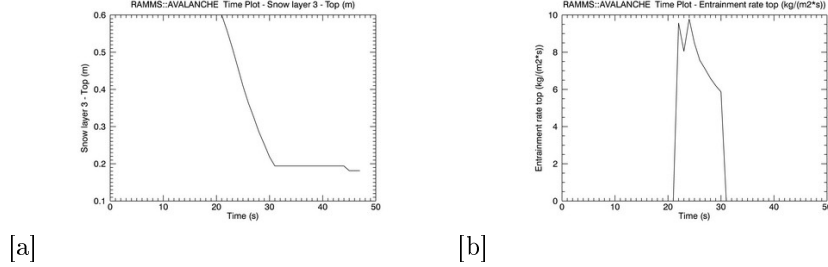 RAMMS::AVALANCHE Time Plot - Snow layer 3 - Top (m)
0.6
0.5
0.4
0.3
0.2
0.1
Snow layer 3 - Top (m)
0 10 20 30 40 50
Time (s)
[a]
RAMMS::AVALANCHE Time Plot - Entrainment rate top (kg/(m2*s))
10
8
6
4
2
0
Entrainment rate top (kg/(m2*s))
0 10 20 30 40 50
Time (s)
[b]